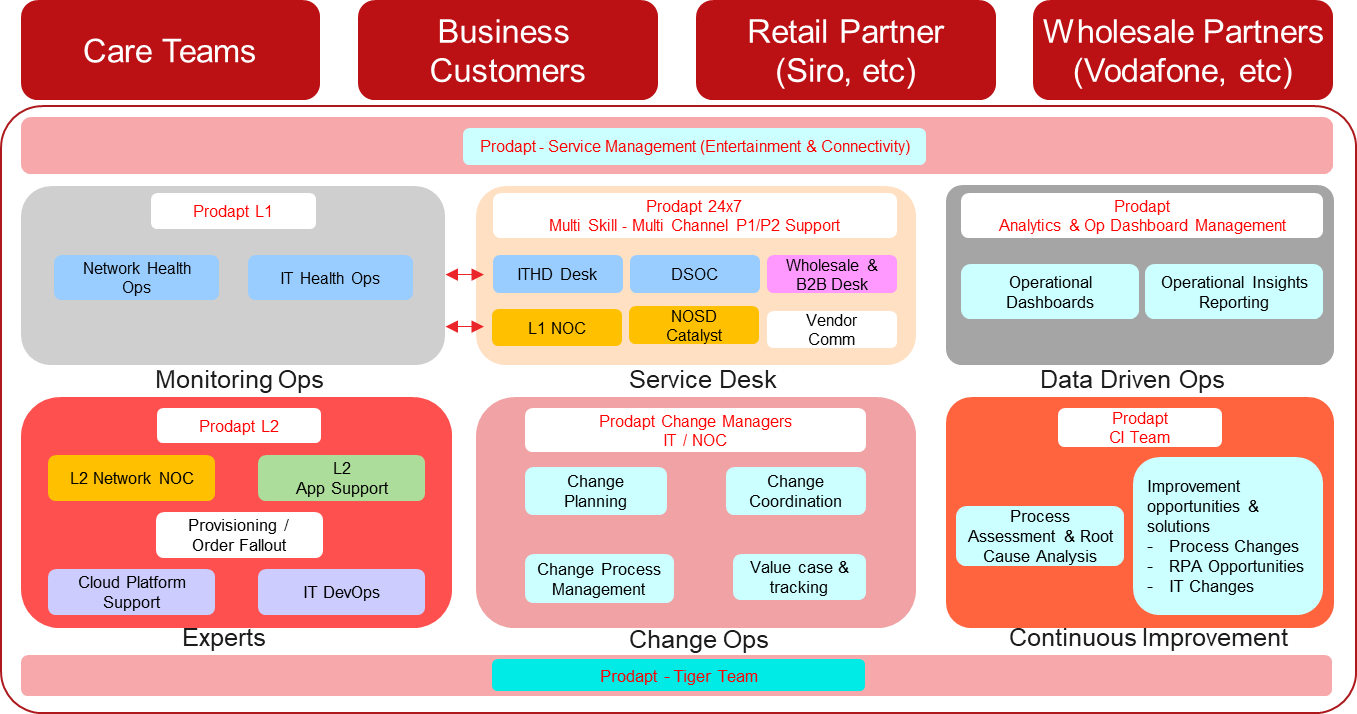 Care Teams
Business
Customers
Retail Partner
(Siro, etc)
Wholesale Partners
(Vodafone, etc)
Prodapt - Service Management (Entertainment & Connectivity)
Prodapt L1
Network Health
Ops
IT Health Ops
Monitoring Ops
Prodapt 24x7
Multi Skill - Multi Channel P1/P2 Support
ITHD Desk
DSOC
Wholesale &
B2B Desk
L1 NOC
NOSD
Catalyst
Vendor
Comm
Service Desk
Prodapt
Analytics & Op Dashboard Management
Operational
Dashboards
Operational Insights
Reporting
Data Driven Ops
Prodapt L2
L2 Network NOC
L2
App Support
Provisioning /
Order Fallout
Cloud Platform
Support
IT DevOps
Experts
Prodapt Change Managers
IT / NOC
Change
Planning
Change
Coordination
Change Process
Management
Value case &
tracking
Change Ops
Prodapt
CI Team
Process
Assessment & Root
Cause Analysis
Improvement
opportunities &
solutions
- Process Changes
- RPA Opportunities
- IT Changes
Continuous Improvement
Prodapt - Tiger Team